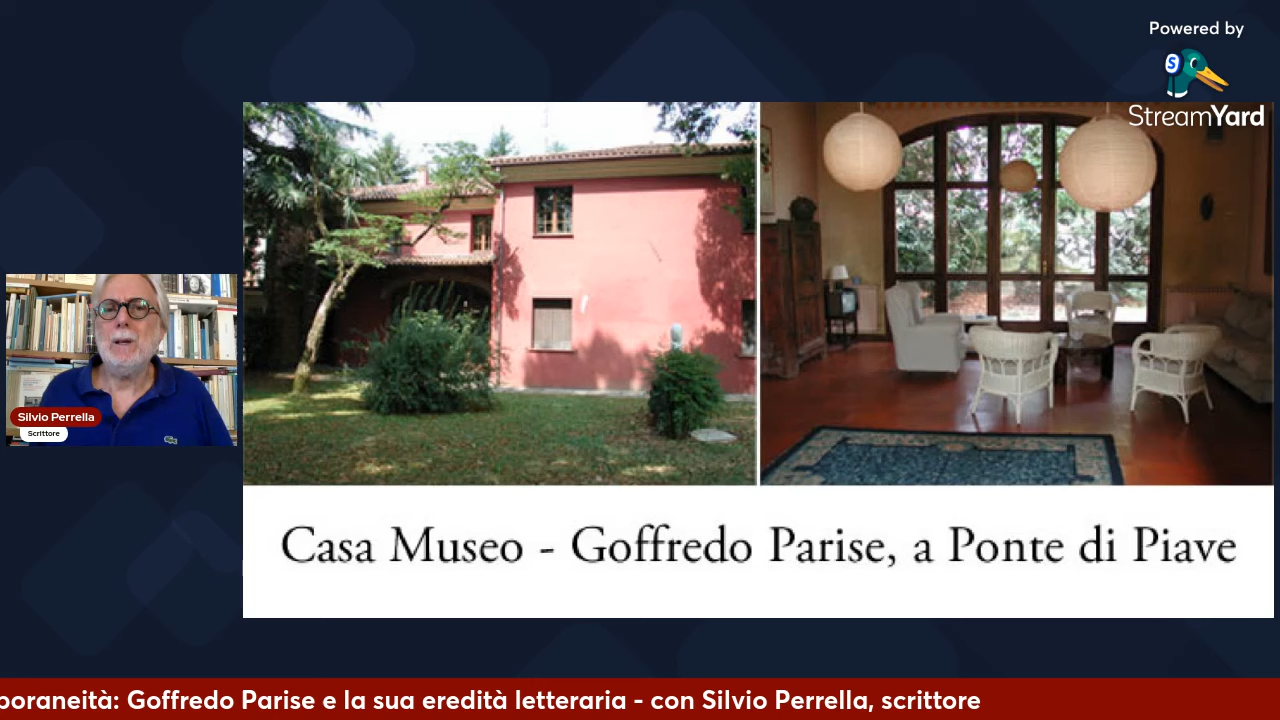 Powered by
StreamYard
Silvio Perrella
Scrittore
Casa Museo - Goffredo Parise, a Ponte di Piave
poraneità: Goffredo Parise e la sua eredità letteraria - con Silvio Perrella, scrittore